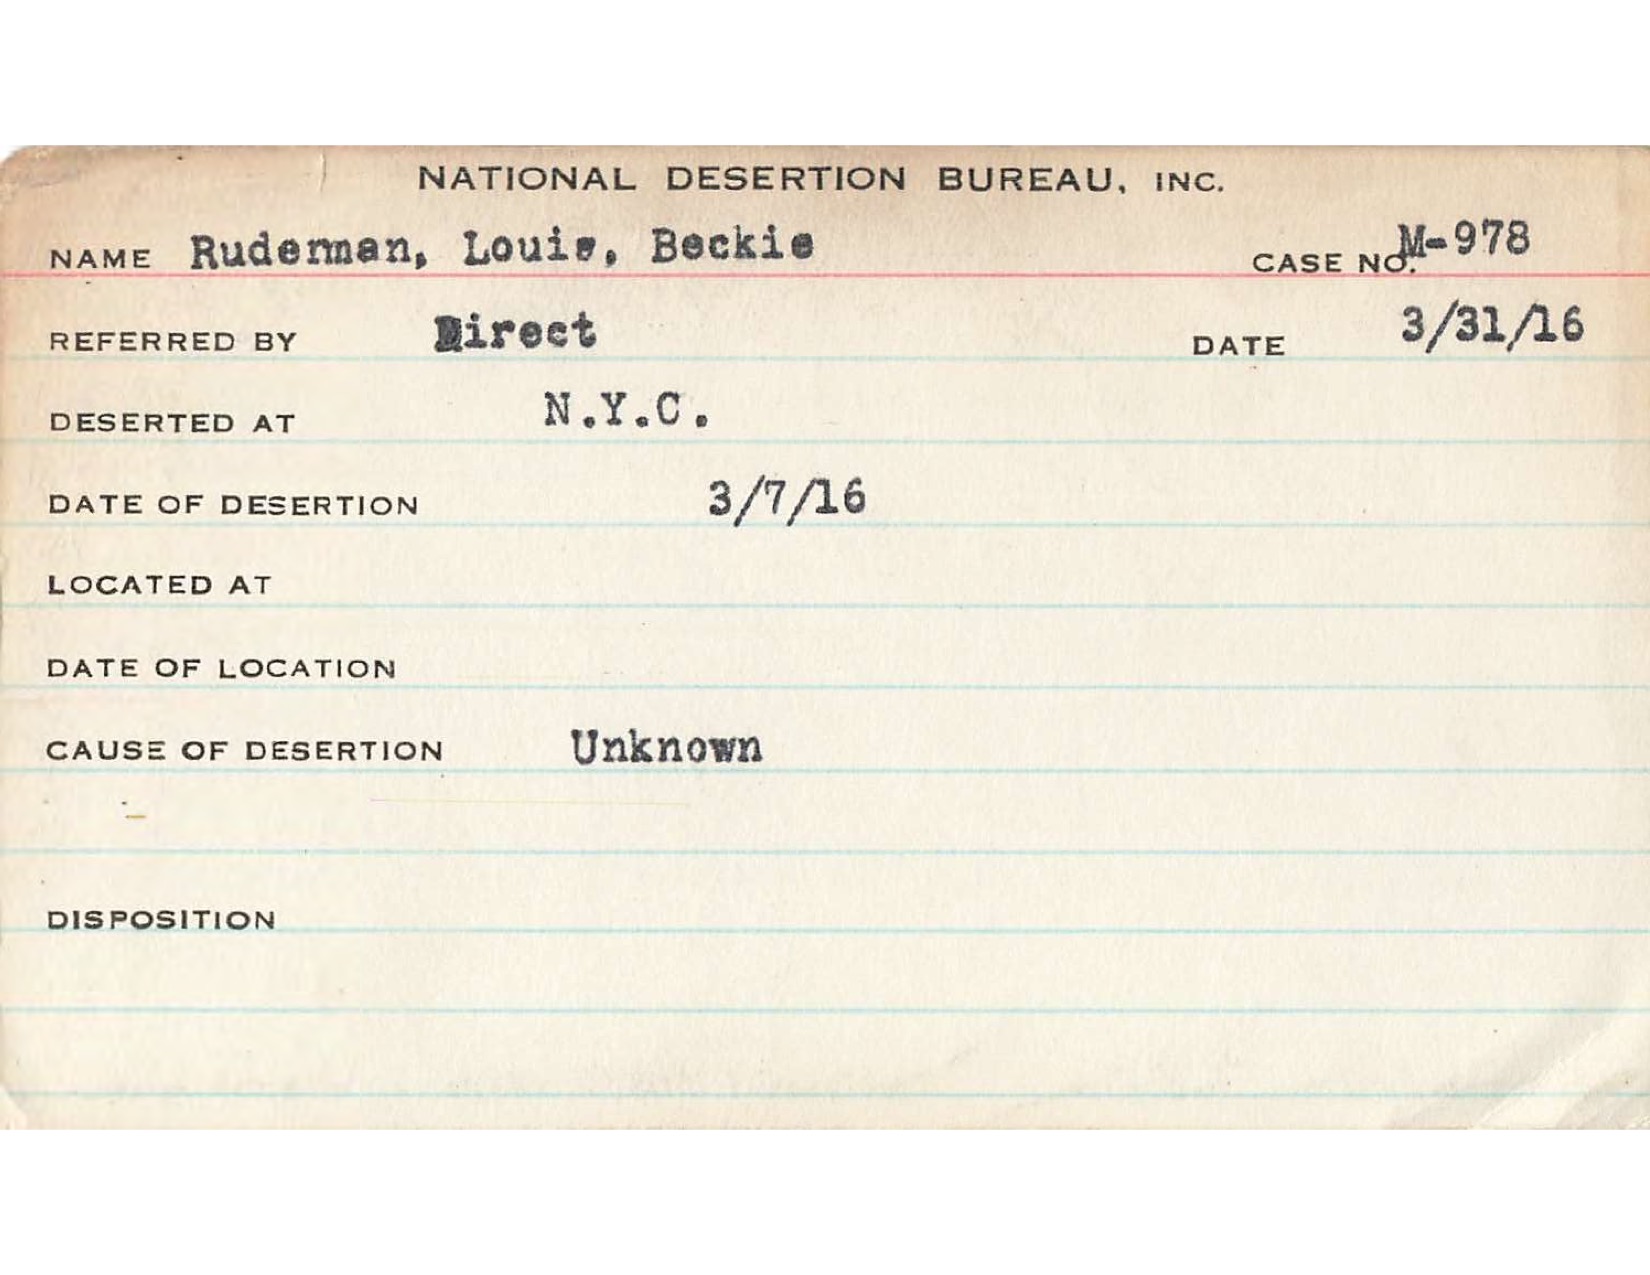 NATIONAL DESERTION BUREAU, INC.
NAME Ruderman, Louis, Beckie CASE NO. M-978
REFERRED BY Direct DATE 3/31/16
DESERTED AT N.Y.C.
DATE OF DESERTION 3/7/16
LOCATED AT
DATE OF LOCATION
CAUSE OF DESERTION Unknown
DISPOSITION